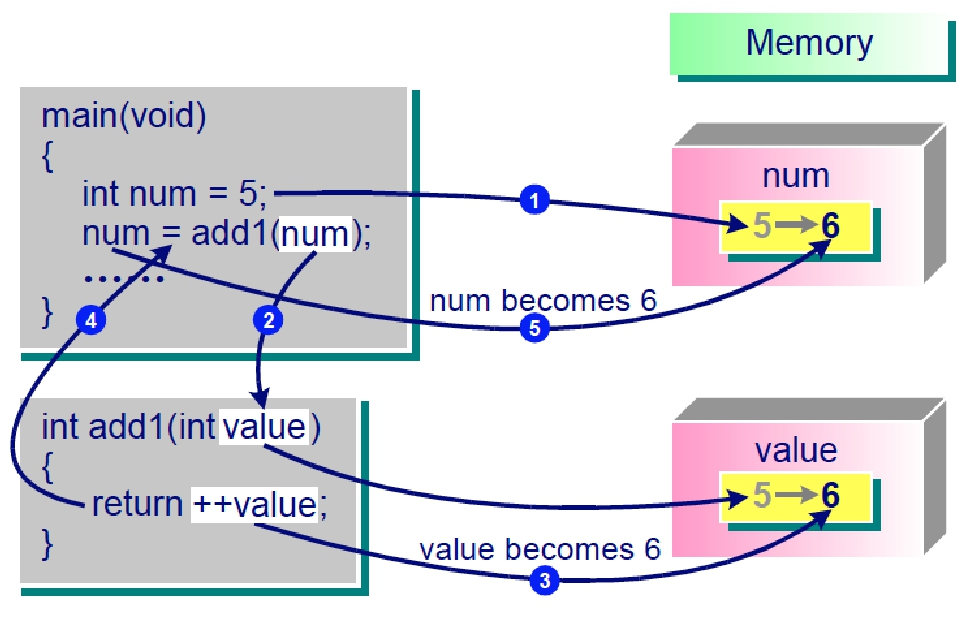 Memory
main(void)
{
int num = 5;
num = add1(num);
......
}
num
5 6
1
2
4
num becomes 6
5
int add1(int value)
{
return ++value;
}
value
5 6
value becomes 6
3